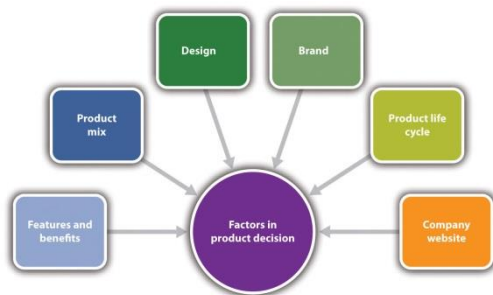 Design
Brand
Product
mix
Product life
cycle
Features and
benefits
Factors in
product decision
Company
website